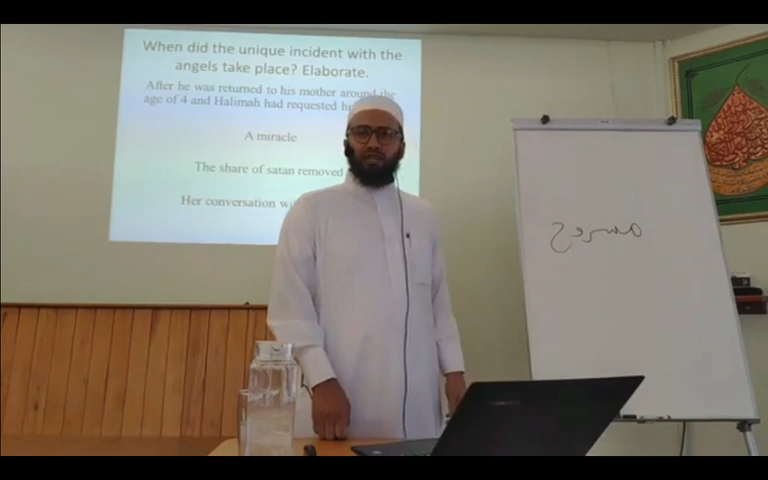 When did the unique incident with the
angels take place? Elaborate.
After he was returned to his mother around the
age of 4 and Halimah had requested
A miracle
The share of satan removed
Her conversation
مسروح